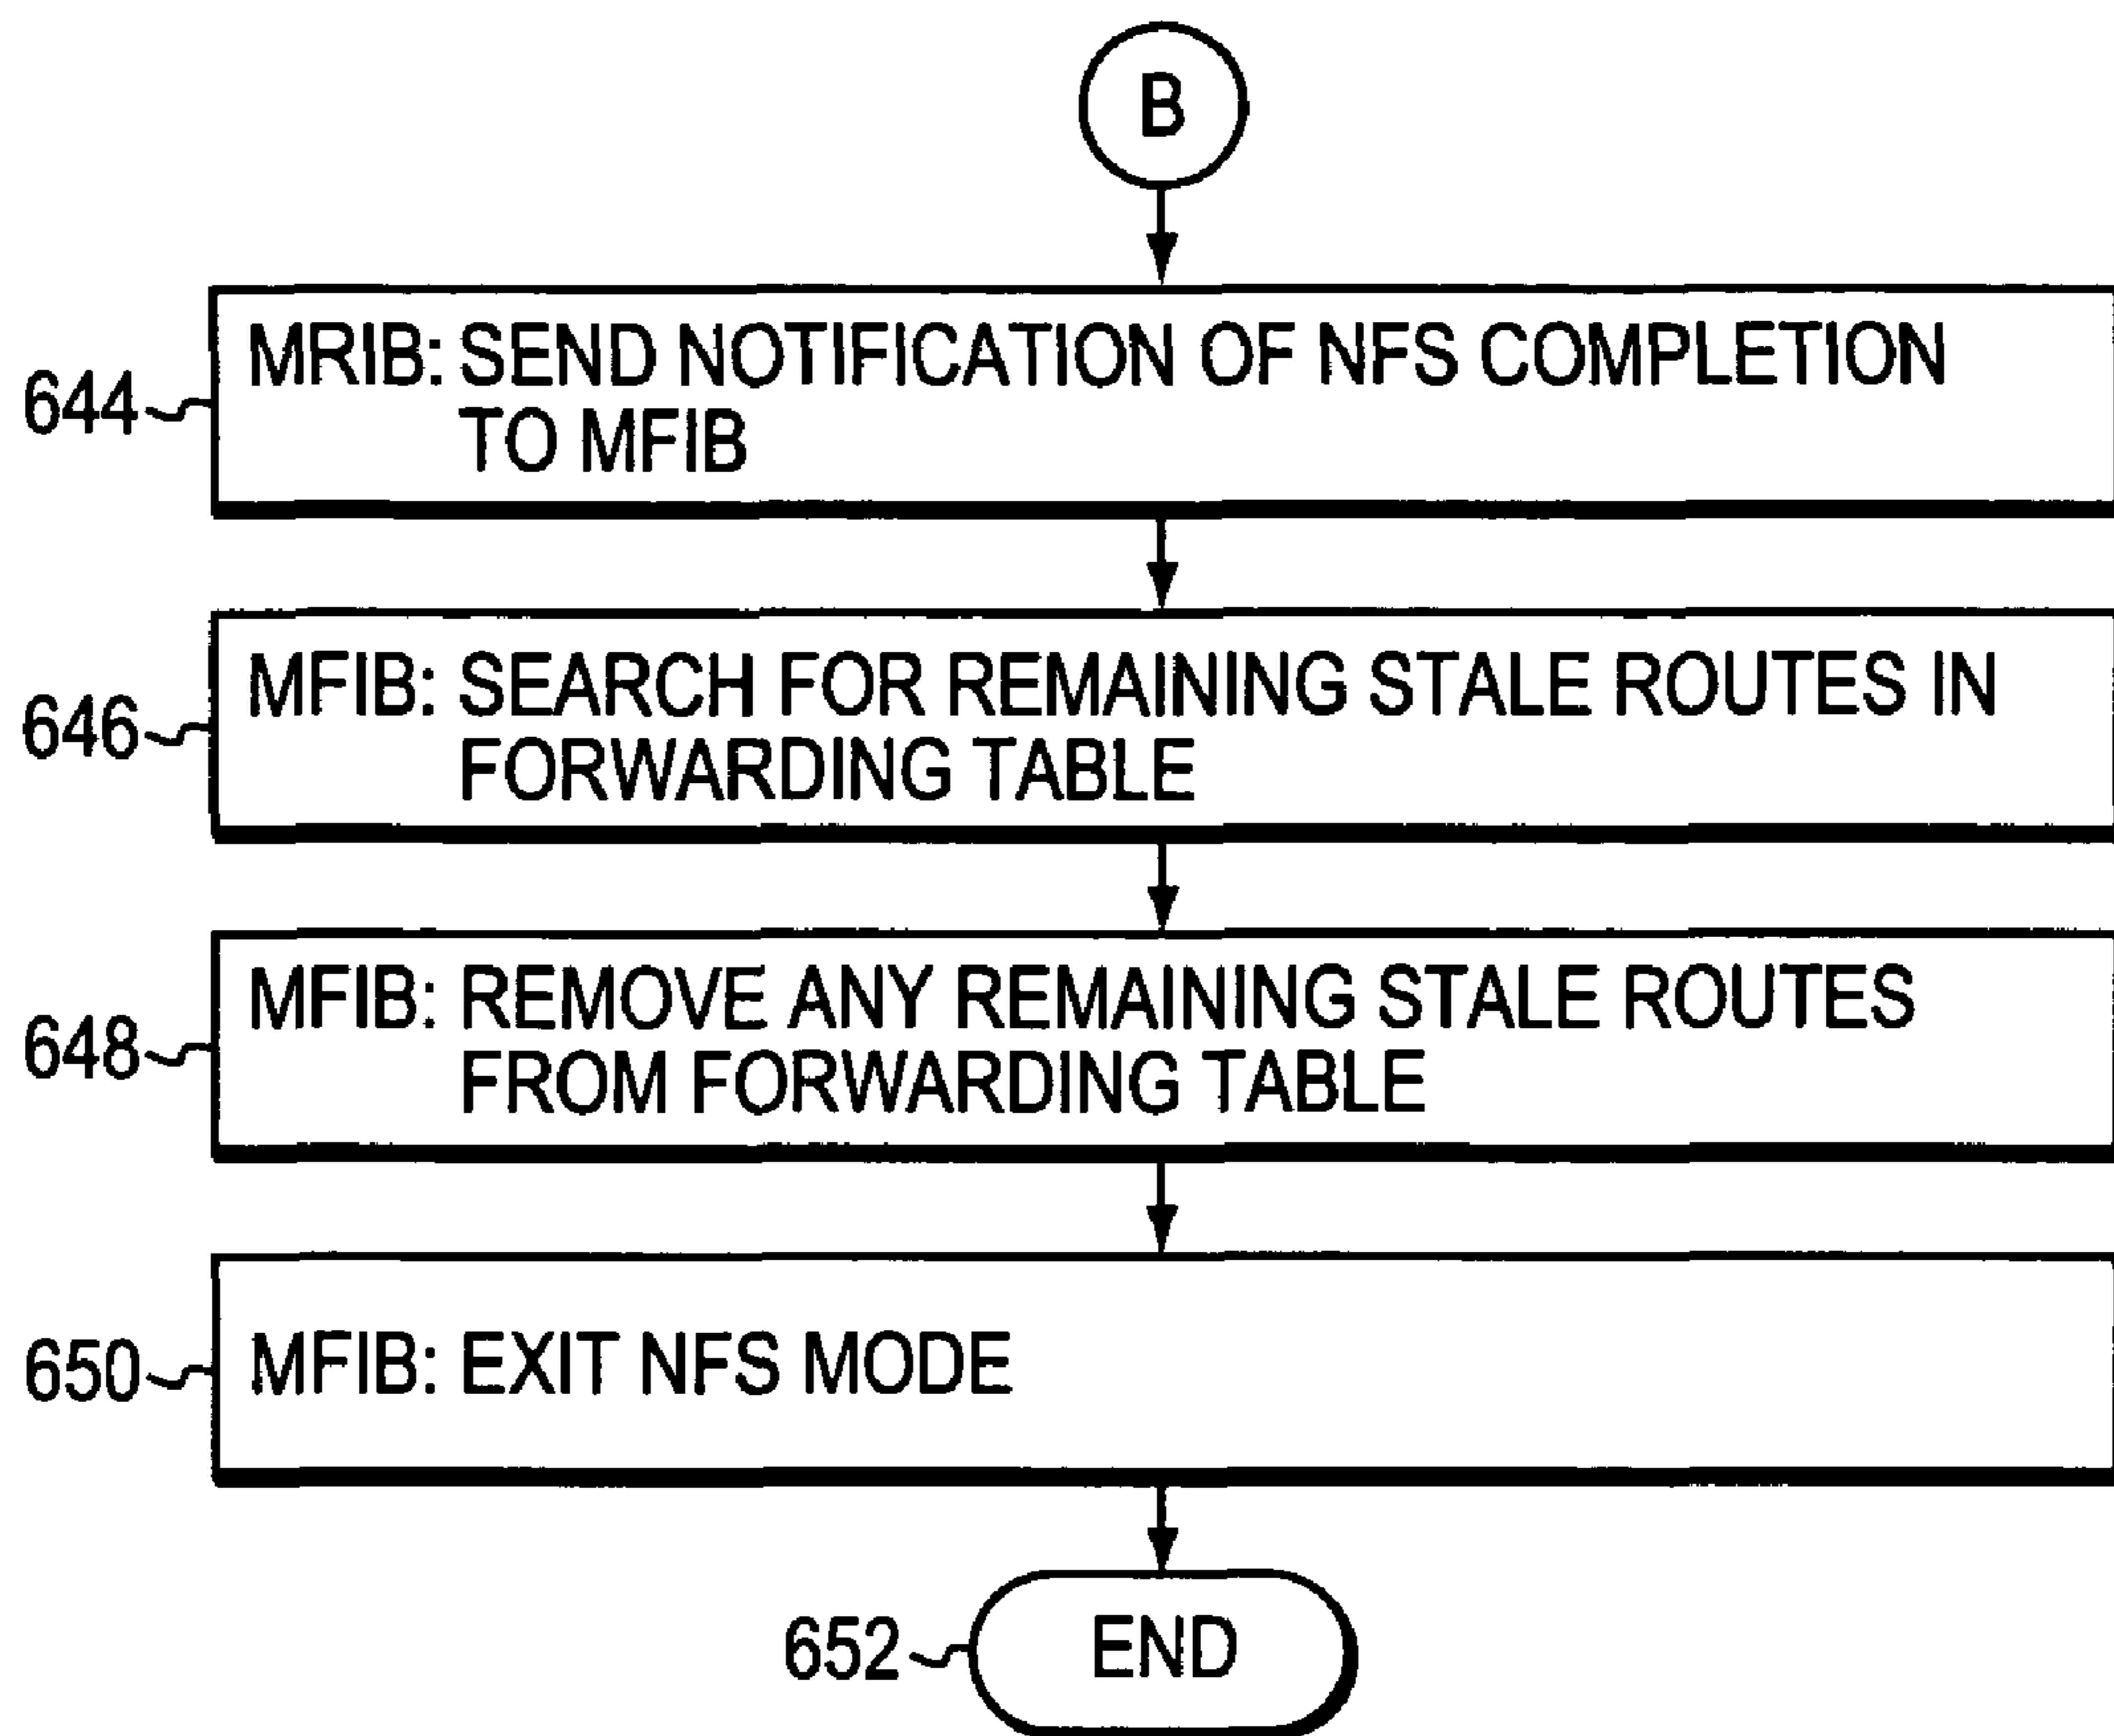 B
644
MRIB: SEND NOTIFICATION OF NFS COMPLETION
TO MFIB
646
MFIB: SEARCH FOR REMAINING STALE ROUTES IN
FORWARDING TABLE
648
MFIB: REMOVE ANY REMAINING STALE ROUTES
FROM FORWARDING TABLE
650
MFIB: EXIT NFS MODE
652
END